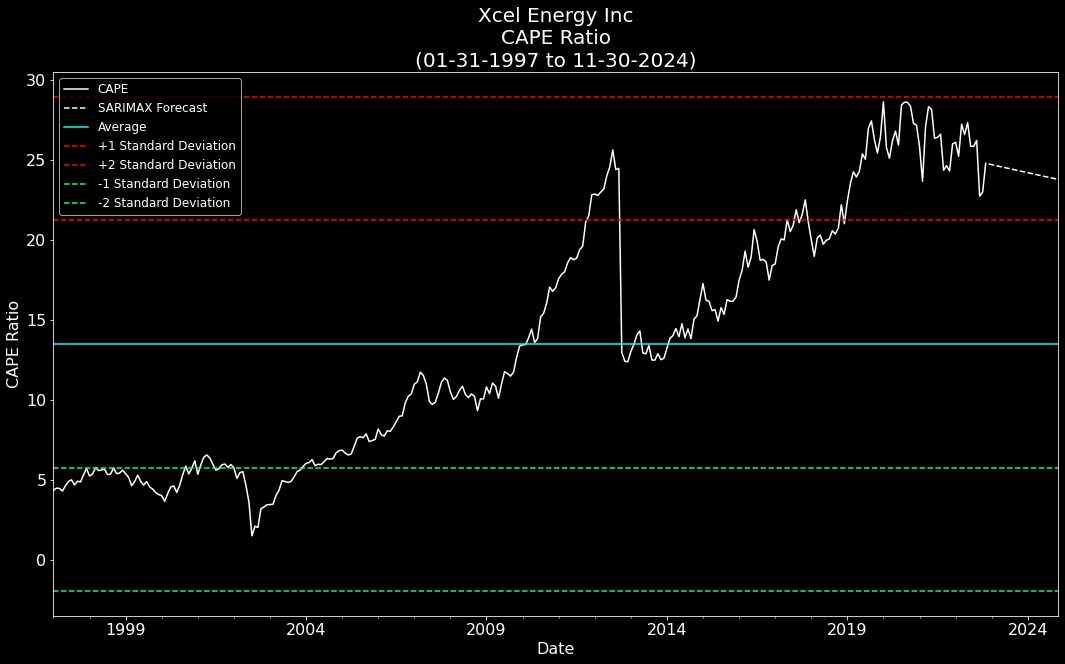 Xcel Energy Inc
CAPE Ratio
(01-31-1997 to 11-30-2024)
CAPE
SARIMAX Forecast
Average
+1 Standard Deviation
+2 Standard Deviation
-1 Standard Deviation
-2 Standard Deviation
30
25
20
15
10
5
0
CAPE Ratio
1999 2004 2009 2014 2019 2024
Date